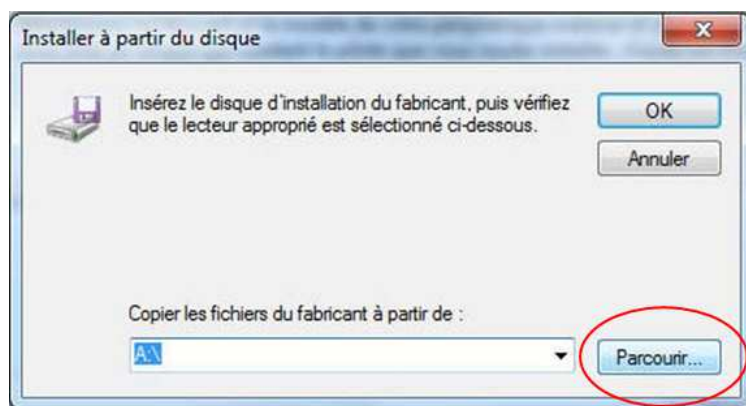 Installer à partir du disque
Insérez le disque d'installation du fabricant, puis vérifiez
que le lecteur approprié est sélectionné ci-dessous.
OK
Annuler
Copier les fichiers du fabricant à partir de :
A:\
Parcourir...